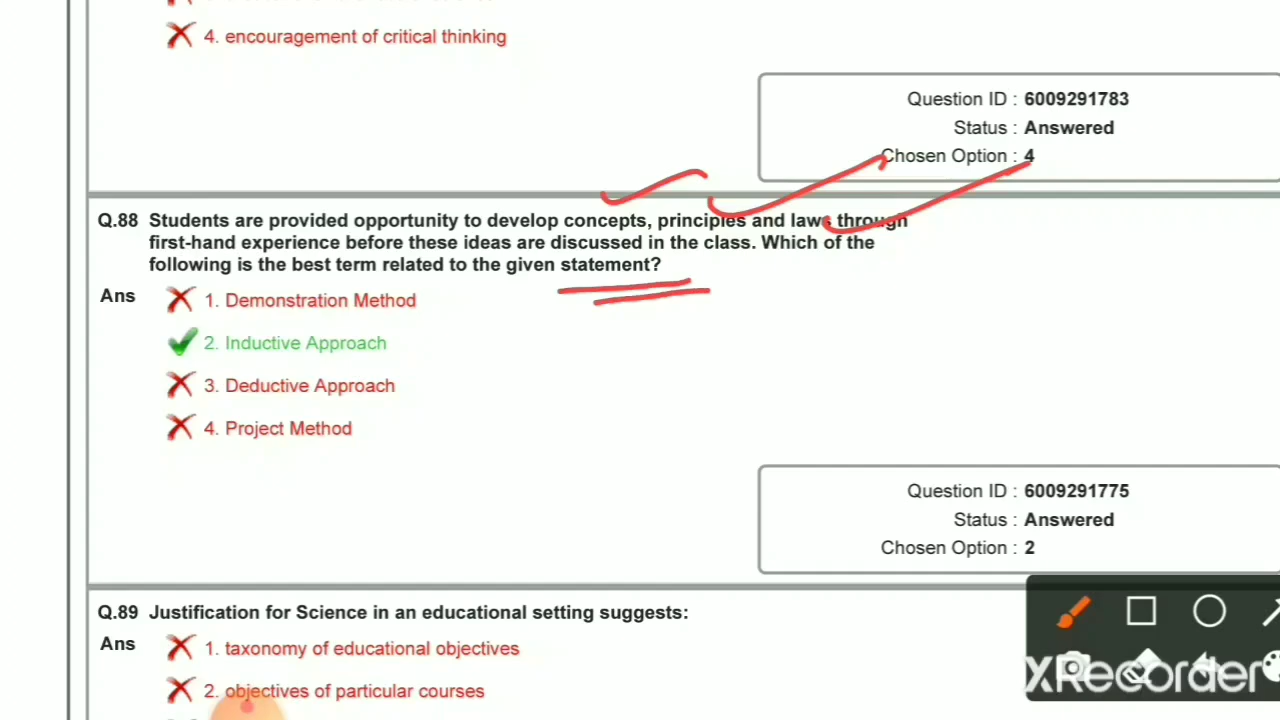 4. encouragement of critical thinking
Question ID : 6009291783
Status : Answered
Chosen Option : 4
Q.88 Students are provided opportunity to develop concepts, principles and laws through
first-hand experience before these ideas are discussed in the class. Which of the
following is the best term related to the given statement?
Ans 1. Demonstration Method
2. Inductive Approach
3. Deductive Approach
4. Project Method
Question ID : 6009291775
Status : Answered
Chosen Option : 2
Q.89 Justification for Science in an educational setting suggests:
Ans 1. taxonomy of educational objectives
2. objectives of particular courses
XRecorder